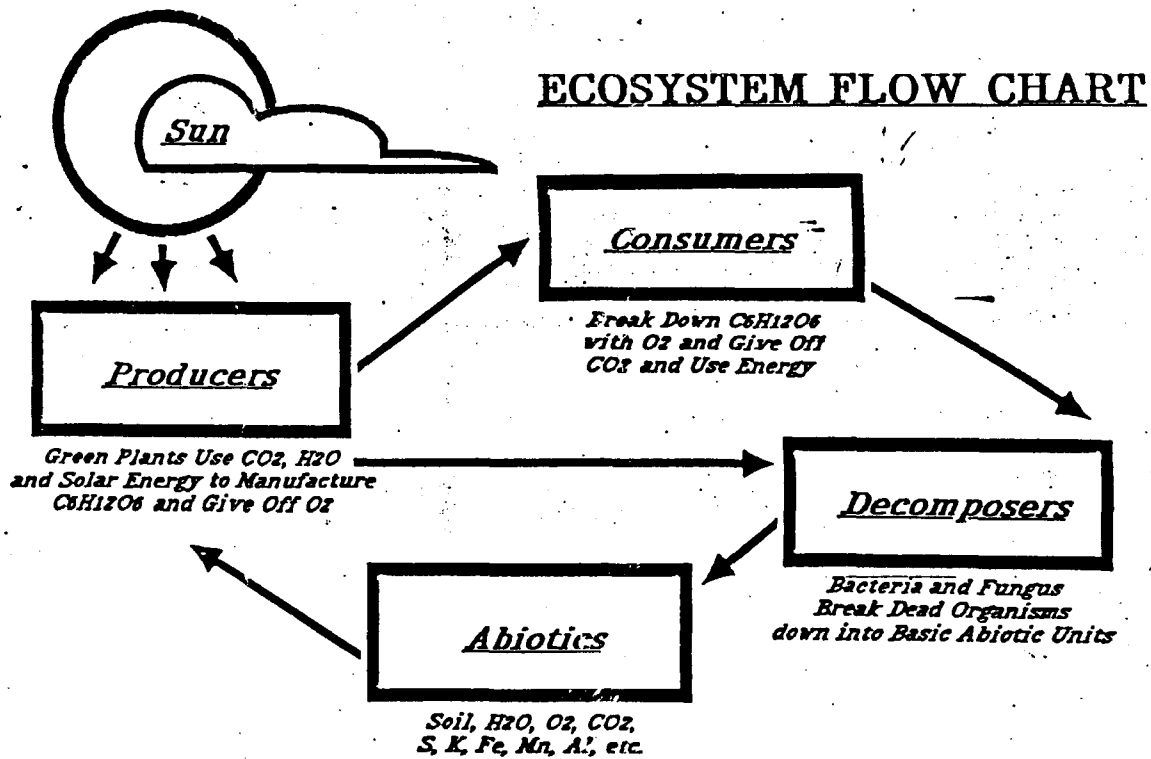 ECOSYSTEM FLOW CHART
Sun
Consumers
Break Down C6H12O6
with O2 and Give Off
CO2 and Use Energy
Producers
Green Plants Use CO2, H2O
and Solar Energy to Manufacture
C6H12O6 and Give Off O2
Decomposers
Bacteria and Fungus
Break Dead Organisms
down into Basic Abiotic Units
Abiotics
Soil, H2O, O2, CO2,
S, K, Fe, Mn, Al, etc.